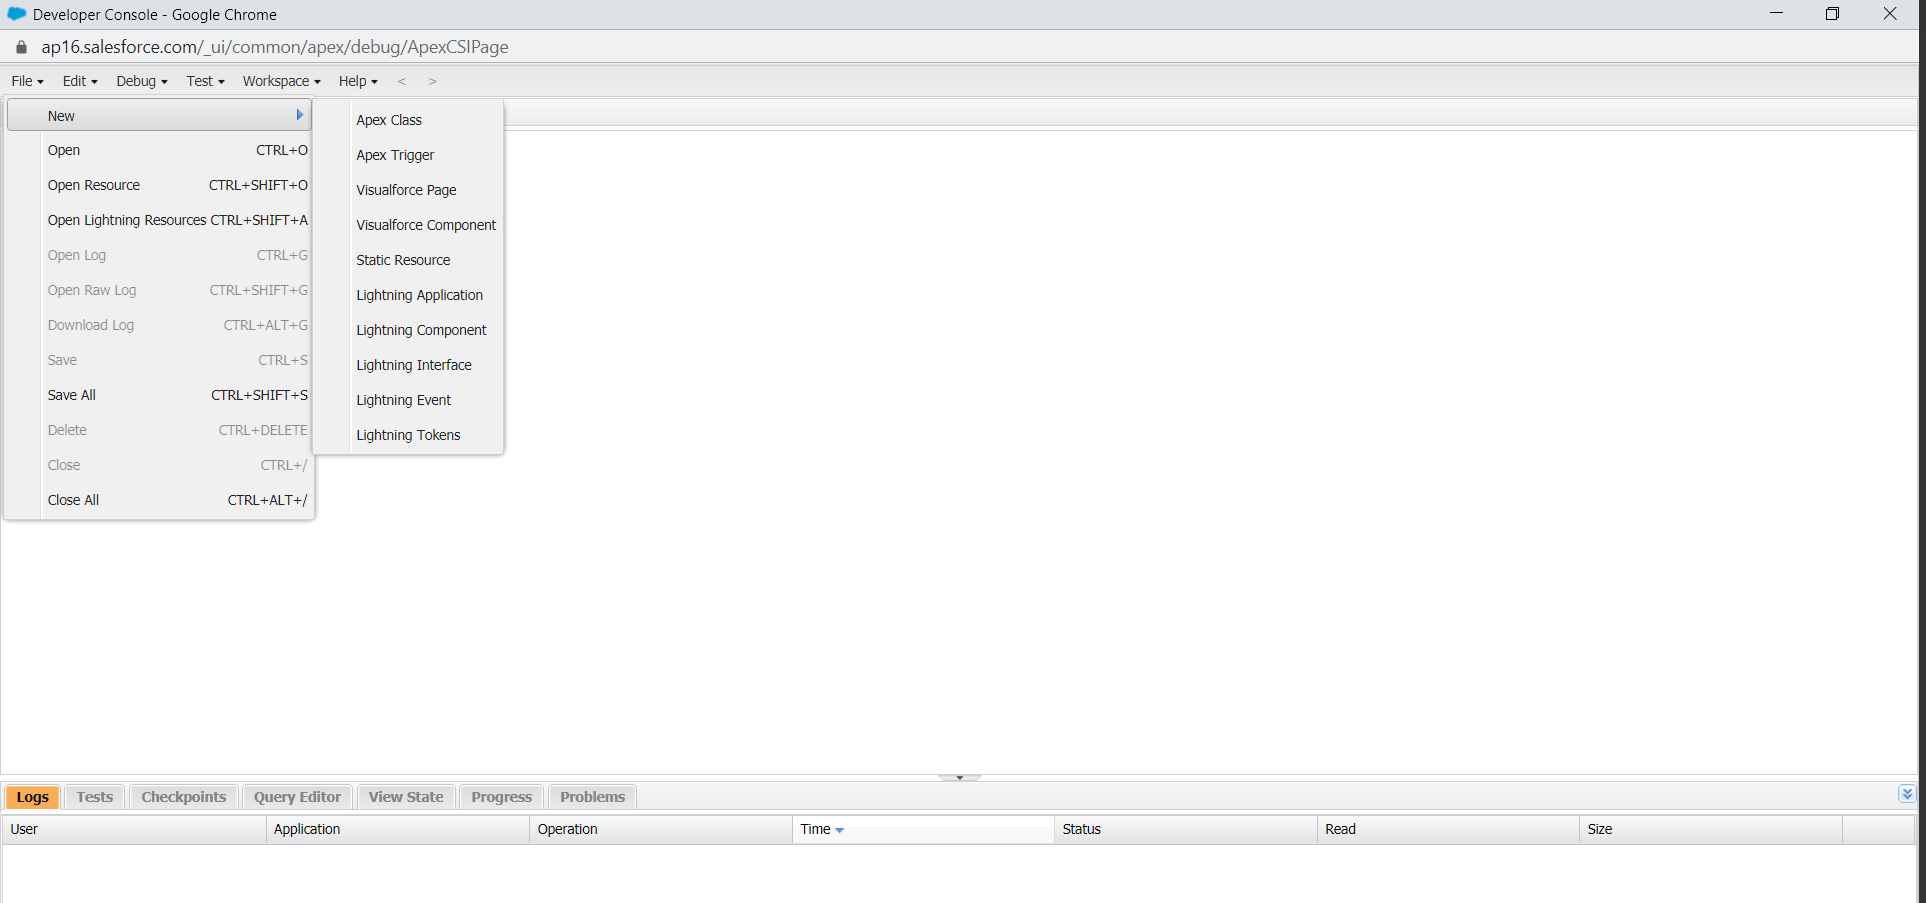 Developer Console - Google Chrome
ap16.salesforce.com/_ui/common/apex/debug/ApexCSIPage
File Edit Debug Test Workspace Help < >
New
Open CTRL+O
Open Resource CTRL+SHIFT+O
Open Lightning Resources CTRL+SHIFT+A
Open Log CTRL+G
Open Raw Log CTRL+SHIFT+G
Download Log CTRL+ALT+G
Save CTRL+S
Save All CTRL+SHIFT+S
Delete CTRL+DELETE
Close CTRL+/
Close All CTRL+ALT+/
Apex Class
Apex Trigger
Visualforce Page
Visualforce Component
Static Resource
Lightning Application
Lightning Component
Lightning Interface
Lightning Event
Lightning Tokens
Logs Tests Checkpoints Query Editor View State Progress Problems
User Application Operation Time Status Read Size